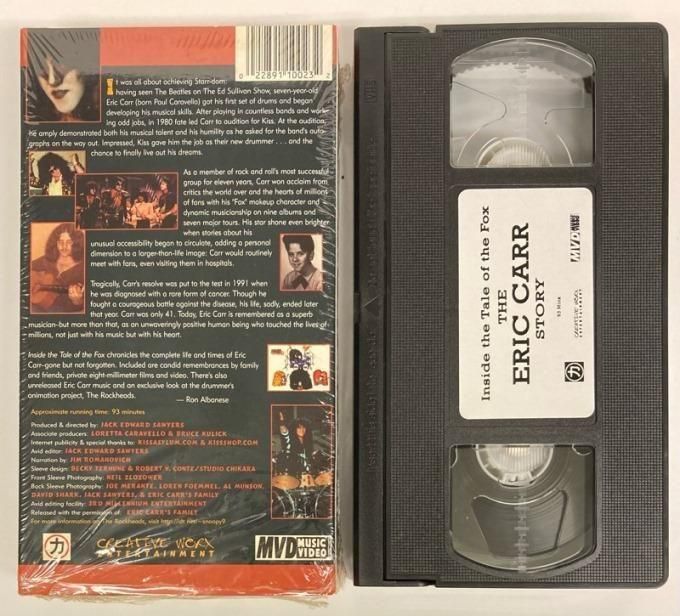 0 22891 10023 2
It was all about achieving Starr-dom:
having seen The Beatles on The Ed Sullivan Show, seven-year-old
Eric Carr (born Paul Caravello) got his first set of drums and began
developing his musical skills. After playing in countless bands and work-
ing odd jobs, in 1980 fate led Carr to audition for Kiss. At the audition,
he amply demonstrated both his musical talent and his humility as he asked for the band's auto-
graphs on the way out. Impressed, Kiss gave him the job as their new drummer . . . and the
chance to finally live out his dreams.
As a member of rock and roll's most successful
group for eleven years, Carr won acclaim from
critics the world over and the hearts of millions
of fans with his "Fox" makeup character and
dynamic musicianship on nine albums and
seven major tours. His star shone even brighter
when stories about his
unusual accessibility began to circulate, adding a personal
dimension to a larger-than-life image: Carr would routinely
meet with fans, even visiting them in hospitals.
Tragically, Carr's resolve was put to the test in 1991 when
he was diagnosed with a rare form of cancer. Though he
fought a courageous battle against the disease, his life, sadly, ended later
that year. Carr was only 41. Today, Eric Carr is remembered as a superb
musician–but more than that, as an unwaveringly positive human being who touched the lives of
millions, not just with his music but with his heart.
Inside the Tale of the Fox chronicles the complete life and times of Eric
Carr–gone but not forgotten. Included are candid remembrances by family
and friends, private eight-millimeter films and video. There's also
unreleased Eric Carr music and an exclusive look at the drummer's
animation project, The Rockheads.
— Ron Albanese
Approximate running time: 93 minutes
Produced & directed by: JACK EDWARD SAWYERS
Associate producers: LORETTA CARAVELLO & BRUCE KULICK
Internet publicity & special thanks to: KISSASYLUM.COM & KISSSHOP.COM
Avid editor: JACK EDWARD SAWYERS
Narration by: JIM ROMANOVICH
Sleeve design: BECKY TERHUNE & ROBERT V. CONTE/STUDIO CHIKARA
Front Sleeve Photography: NEIL ZLOZOWER
Back Sleeve Photography: JOE MERANTE, LOREN FOEMMEL, AL MUNSON,
DAVID SHARK, JACK SAWYERS, & ERIC CARR'S FAMILY
Avid editing facility: 3RD MILLENNIUM ENTERTAINMENT
Released with the permission of: ERIC CARR'S FAMILY
For more information on The Rockheads, visit
力
CREATIVE WORX
ENTERTAINMENT
MVD MUSIC
VIDEO
VHS
Inside the Tale of the Fox
THE
ERIC CARR
STORY
93 Mins.
力
CREATIVE WORX
ENTERTAINMENT
MVD MUSIC
VIDEO